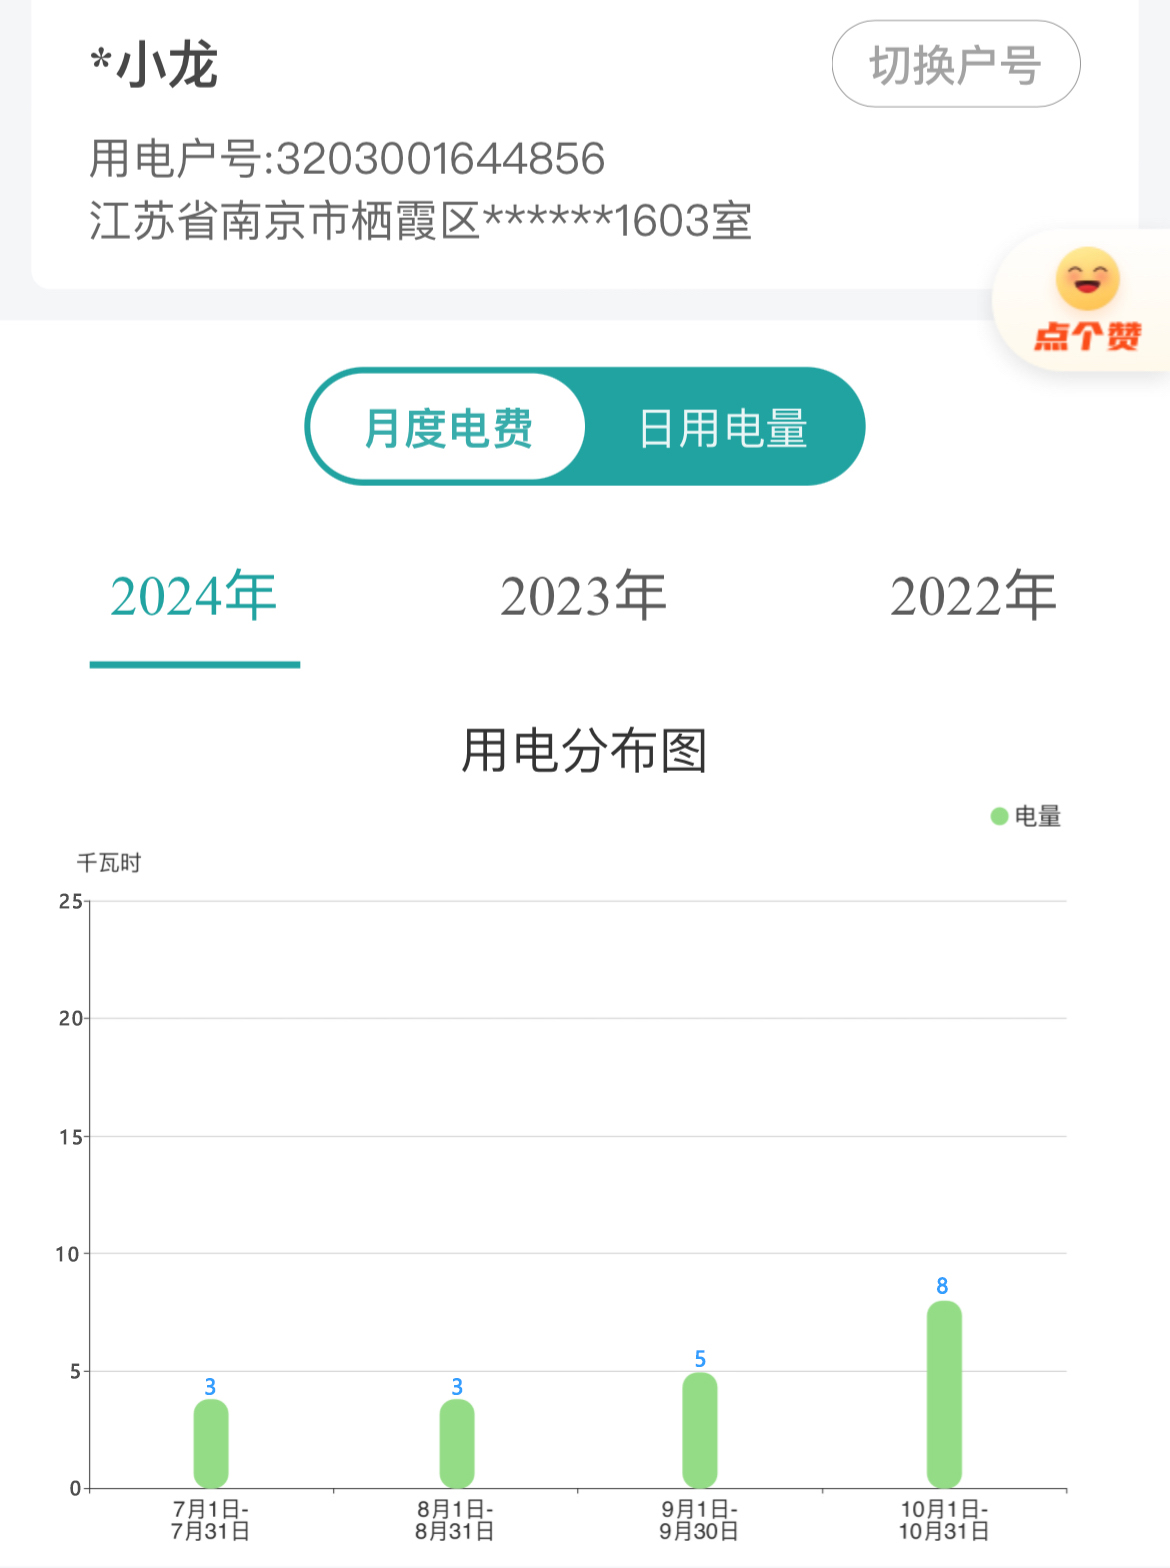 *小龙
切换户号
用电户号:3203001644856
江苏省南京市栖霞区******1603室
点个赞
月度电费
日用电量
2024年
2023年
2022年
用电分布图
电量
千瓦时
25
20
15
10
5
0
3
3
5
8
7月1日-
7月31日
8月1日-
8月31日
9月1日-
9月30日
10月1日-
10月31日